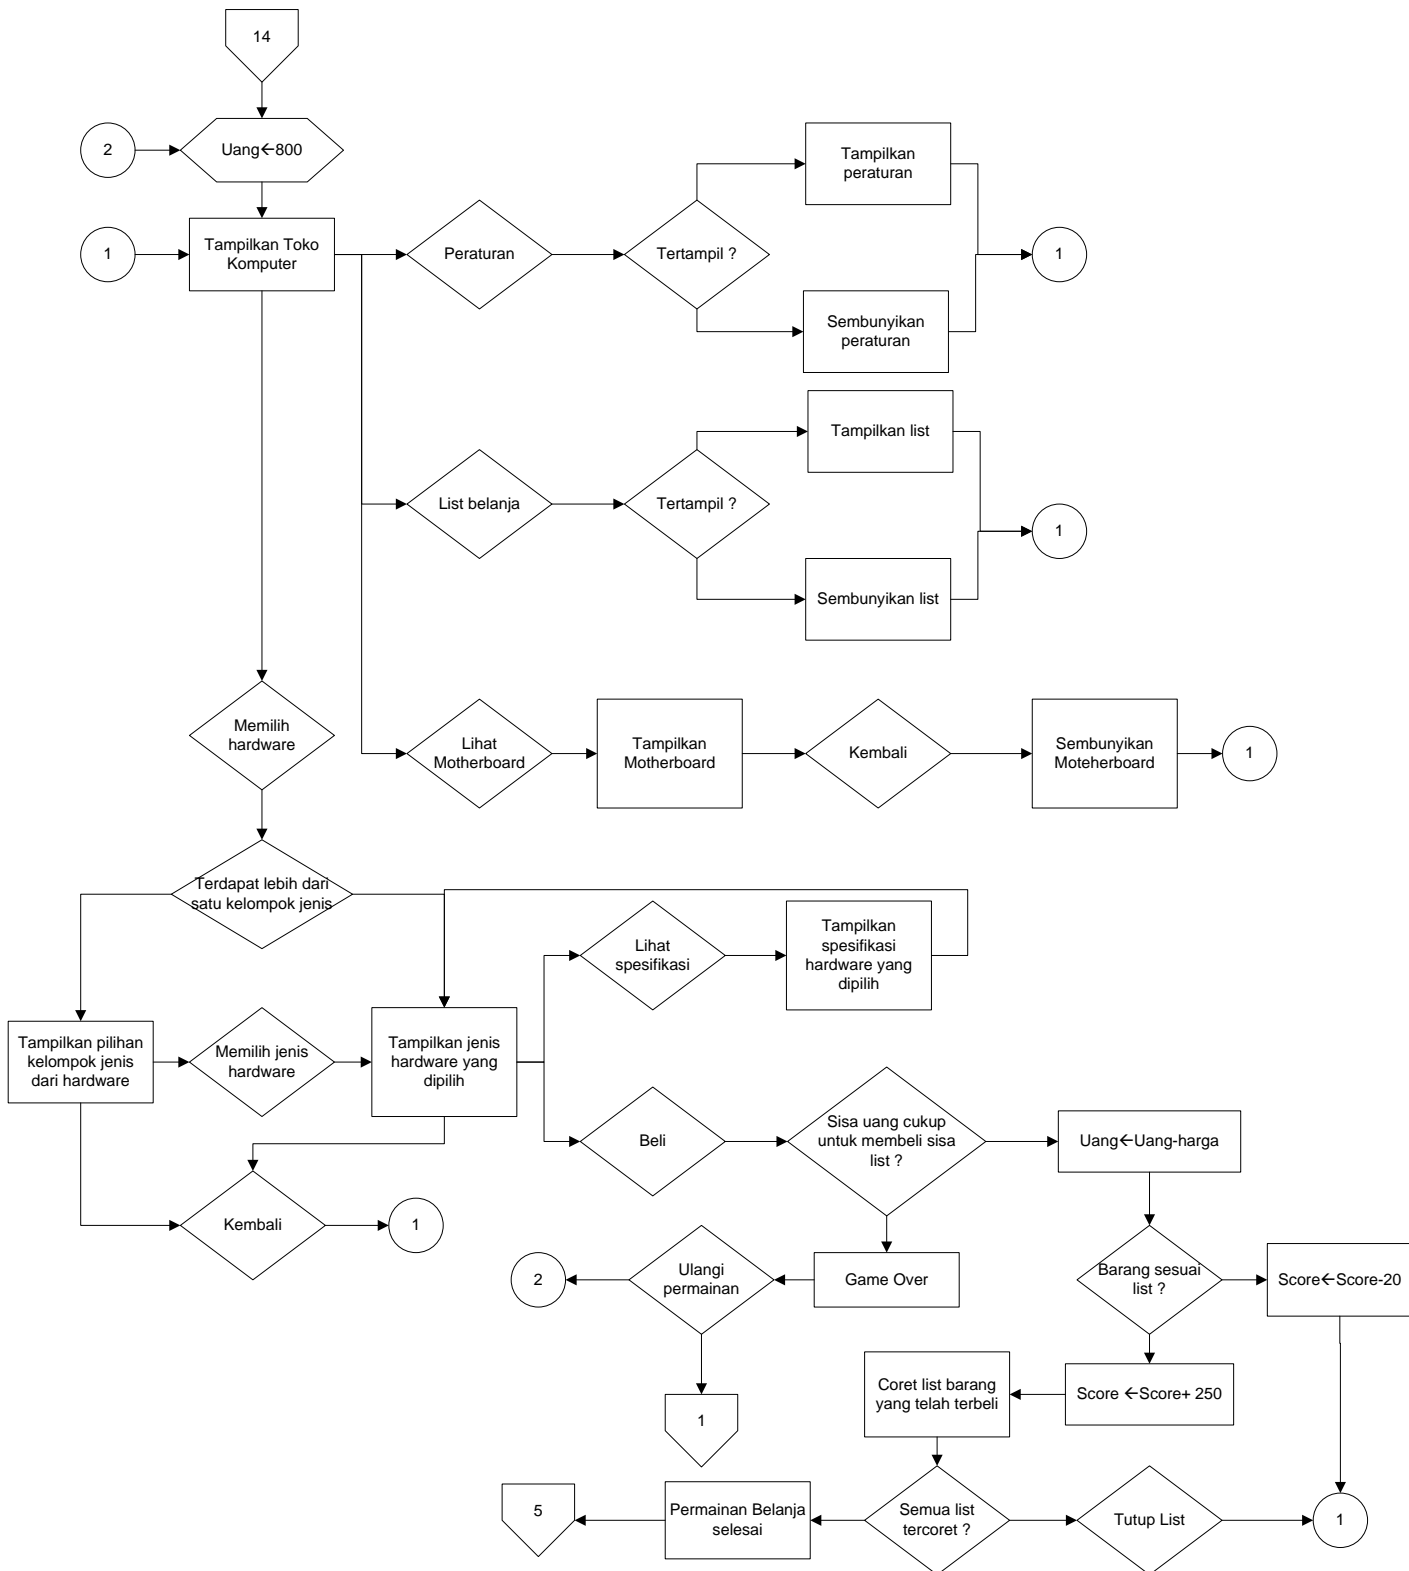 14
2
Uang←800
1
Tampilkan Toko
Komputer
Peraturan
Tertampil ?
Tampilkan
peraturan
Sembunyikan
peraturan
1
List belanja
Tertampil ?
Tampilkan list
Sembunyikan list
1
Memilih
hardware
Lihat
Motherboard
Tampilkan
Motherboard
Kembali
Sembunyikan
Moteherboard
1
Terdapat lebih dari
satu kelompok jenis
Lihat
spesifikasi
Tampilkan
spesifikasi
hardware yang
dipilih
Tampilkan pilihan
kelompok jenis
dari hardware
Memilih jenis
hardware
Tampilkan jenis
hardware yang
dipilih
Beli
Sisa uang cukup
untuk membeli sisa
list ?
Uang←Uang-harga
Kembali
1
2
Ulangi
permainan
Game Over
Barang sesuai
list ?
Score←Score-20
1
Coret list barang
yang telah terbeli
Score ←Score+ 250
5
Permainan Belanja
selesai
Semua list
tercoret ?
Tutup List
1